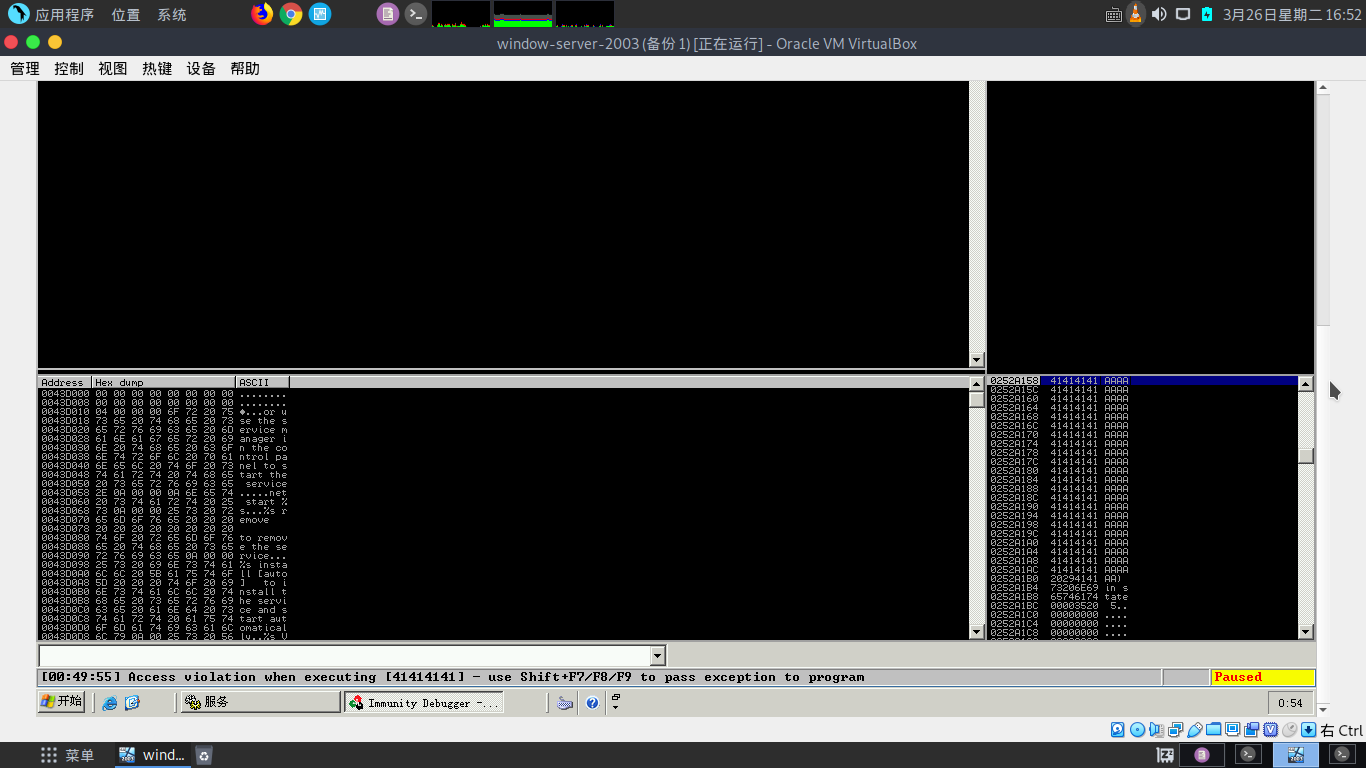 应用程序 位置 系统 3月26日星期二 16:52
window-server-2003 (备份 1) [正在运行] - Oracle VM VirtualBox
管理 控制 视图 热键 设备 帮助
Address Hex dump ASCII
0043D000 00 00 00 00 00 00 00 00 ........
0043D008 00 00 00 00 00 00 00 00 ........
0043D010 04 00 00 00 6F 72 20 75 ♦...or u
0043D018 73 65 20 74 68 65 20 73 se the s
0043D020 65 72 76 69 63 65 20 6D ervice m
0043D028 61 6E 61 67 65 72 20 69 anager i
0043D030 6E 20 74 68 65 20 63 6F n the co
0043D038 6E 74 72 6F 6C 20 70 61 ntrol pa
0043D040 6E 65 6C 20 74 6F 20 73 nel to s
0043D048 74 61 72 74 20 74 68 65 tart the
0043D050 20 73 65 72 76 69 63 65  service
0043D058 2E 0A 00 00 0A 6E 65 74 .....net
0043D060 20 73 74 61 72 74 20 25  start %
0043D068 73 0A 00 00 25 73 20 72 s...%s r
0043D070 65 6D 6F 76 65 20 20 20 emove
0043D078 20 20 20 20 20 20 20 20
0043D080 74 6F 20 72 65 6D 6F 76 to remov
0043D088 65 20 74 68 65 20 73 65 e the se
0043D090 72 76 69 63 65 0A 00 00 rvice...
0043D098 25 73 20 69 6E 73 74 61 %s insta
0043D0A0 6C 6C 20 5B 61 75 74 6F ll [auto
0043D0A8 5D 20 20 20 74 6F 20 69 ]   to i
0043D0B0 6E 73 74 61 6C 6C 20 74 nstall t
0043D0B8 68 65 20 73 65 72 76 69 he servi
0043D0C0 63 65 20 61 6E 64 20 73 ce and s
0043D0C8 74 61 72 74 20 61 75 74 tart aut
0043D0D0 6F 6D 61 74 69 63 61 6C omatical
0043D0D8 6C 79 0A 00 25 73 20 56 ly..%s V
0252A158 41414141 AAAA
0252A15C 41414141 AAAA
0252A160 41414141 AAAA
0252A164 41414141 AAAA
0252A168 41414141 AAAA
0252A16C 41414141 AAAA
0252A170 41414141 AAAA
0252A174 41414141 AAAA
0252A178 41414141 AAAA
0252A17C 41414141 AAAA
0252A180 41414141 AAAA
0252A184 41414141 AAAA
0252A188 41414141 AAAA
0252A18C 41414141 AAAA
0252A190 41414141 AAAA
0252A194 41414141 AAAA
0252A198 41414141 AAAA
0252A19C 41414141 AAAA
0252A1A0 41414141 AAAA
0252A1A4 41414141 AAAA
0252A1A8 41414141 AAAA
0252A1AC 41414141 AAAA
0252A1B0 20294141 AA)
0252A1B4 73206E69 in s
0252A1B8 65746174 tate
0252A1BC 00003520  5..
0252A1C0 00000000 ....
0252A1C4 00000000 ....
0252A1C8 00000000 ....
[00:49:55] Access violation when executing [41414141] - use Shift+F7/F8/F9 to pass exception to program Paused
开始 服务 Immunity Debugger -... 0:54
右 Ctrl
菜单 wind...